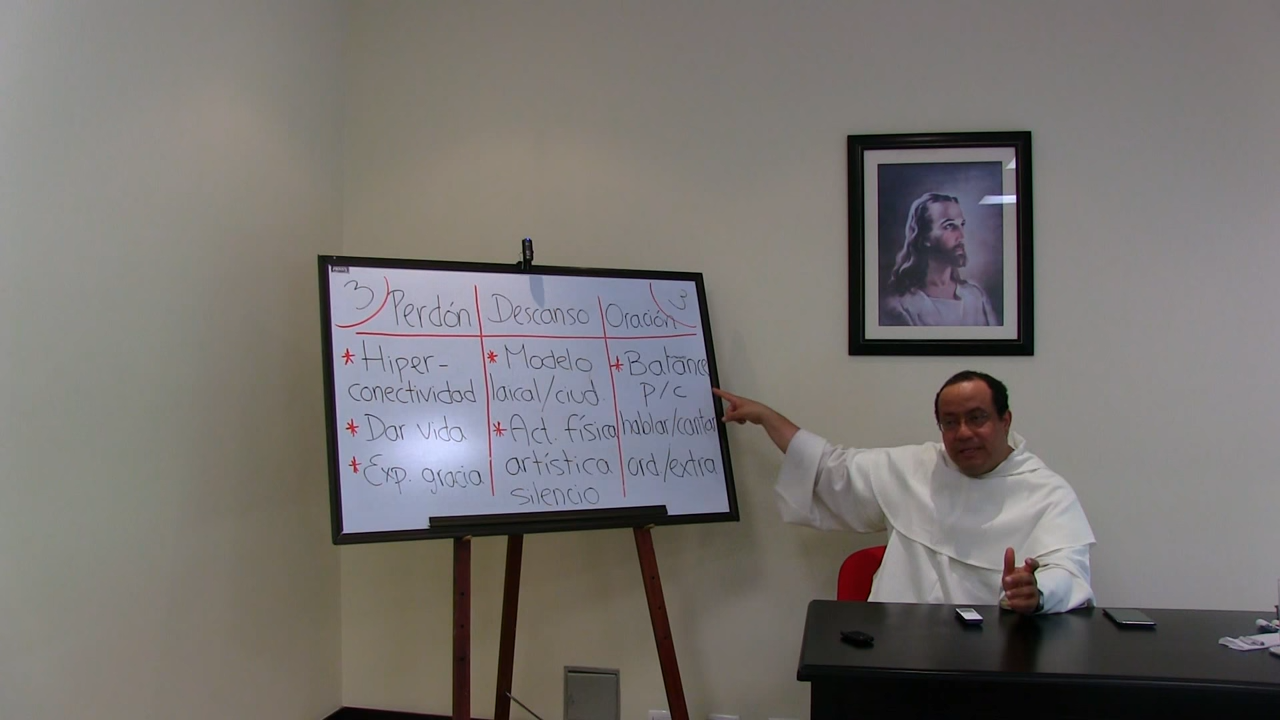 3 Perdón Descanso Oración 3
* Hiper-
conectividad
* Dar vida
* Exp. gracia
* Modelo
laical/ciud.
* Act. física
artística
silencio
* Balance
p/c
hablar/cantar
ord/extra